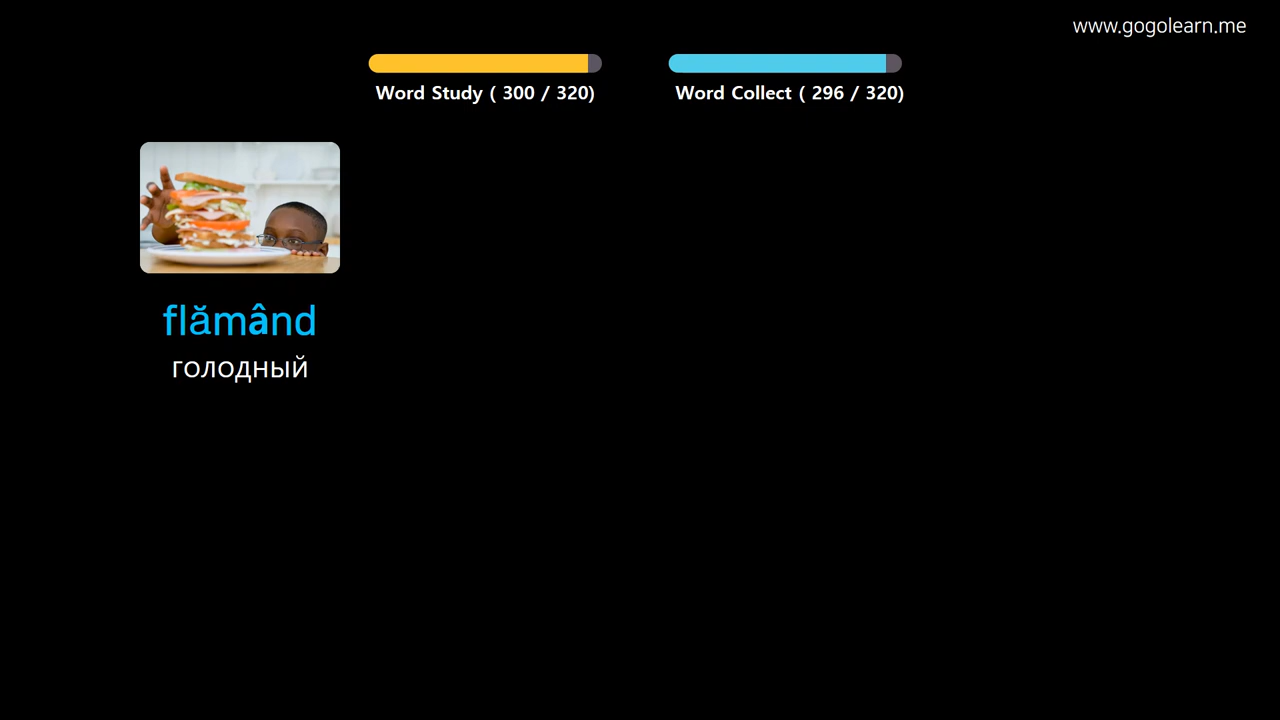 www.gogolearn.me
Word Study ( 300 / 320)
Word Collect ( 296 / 320)
flămând
голодный